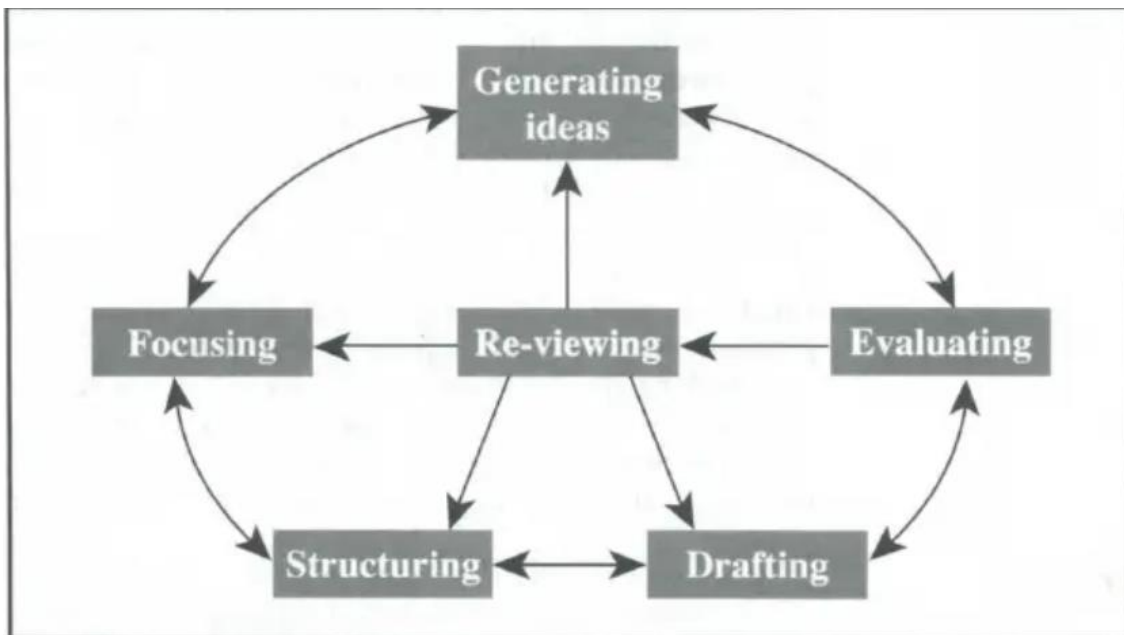 Generating
ideas
Focusing
Re-viewing
Evaluating
Structuring
Drafting